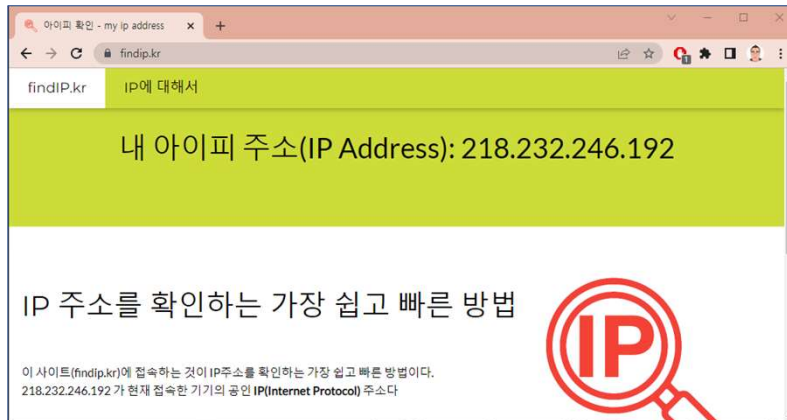 아이피 확인 - my ip address
findip.kr
findIP.kr
IP에 대해서
내 아이피 주소(IP Address): 218.232.246.192
IP 주소를 확인하는 가장 쉽고 빠른 방법
이 사이트(findip.kr)에 접속하는 것이 IP주소를 확인하는 가장 쉽고 빠른 방법이다.
218.232.246.192 가 현재 접속한 기기의 공인 IP(Internet Protocol) 주소다
IP